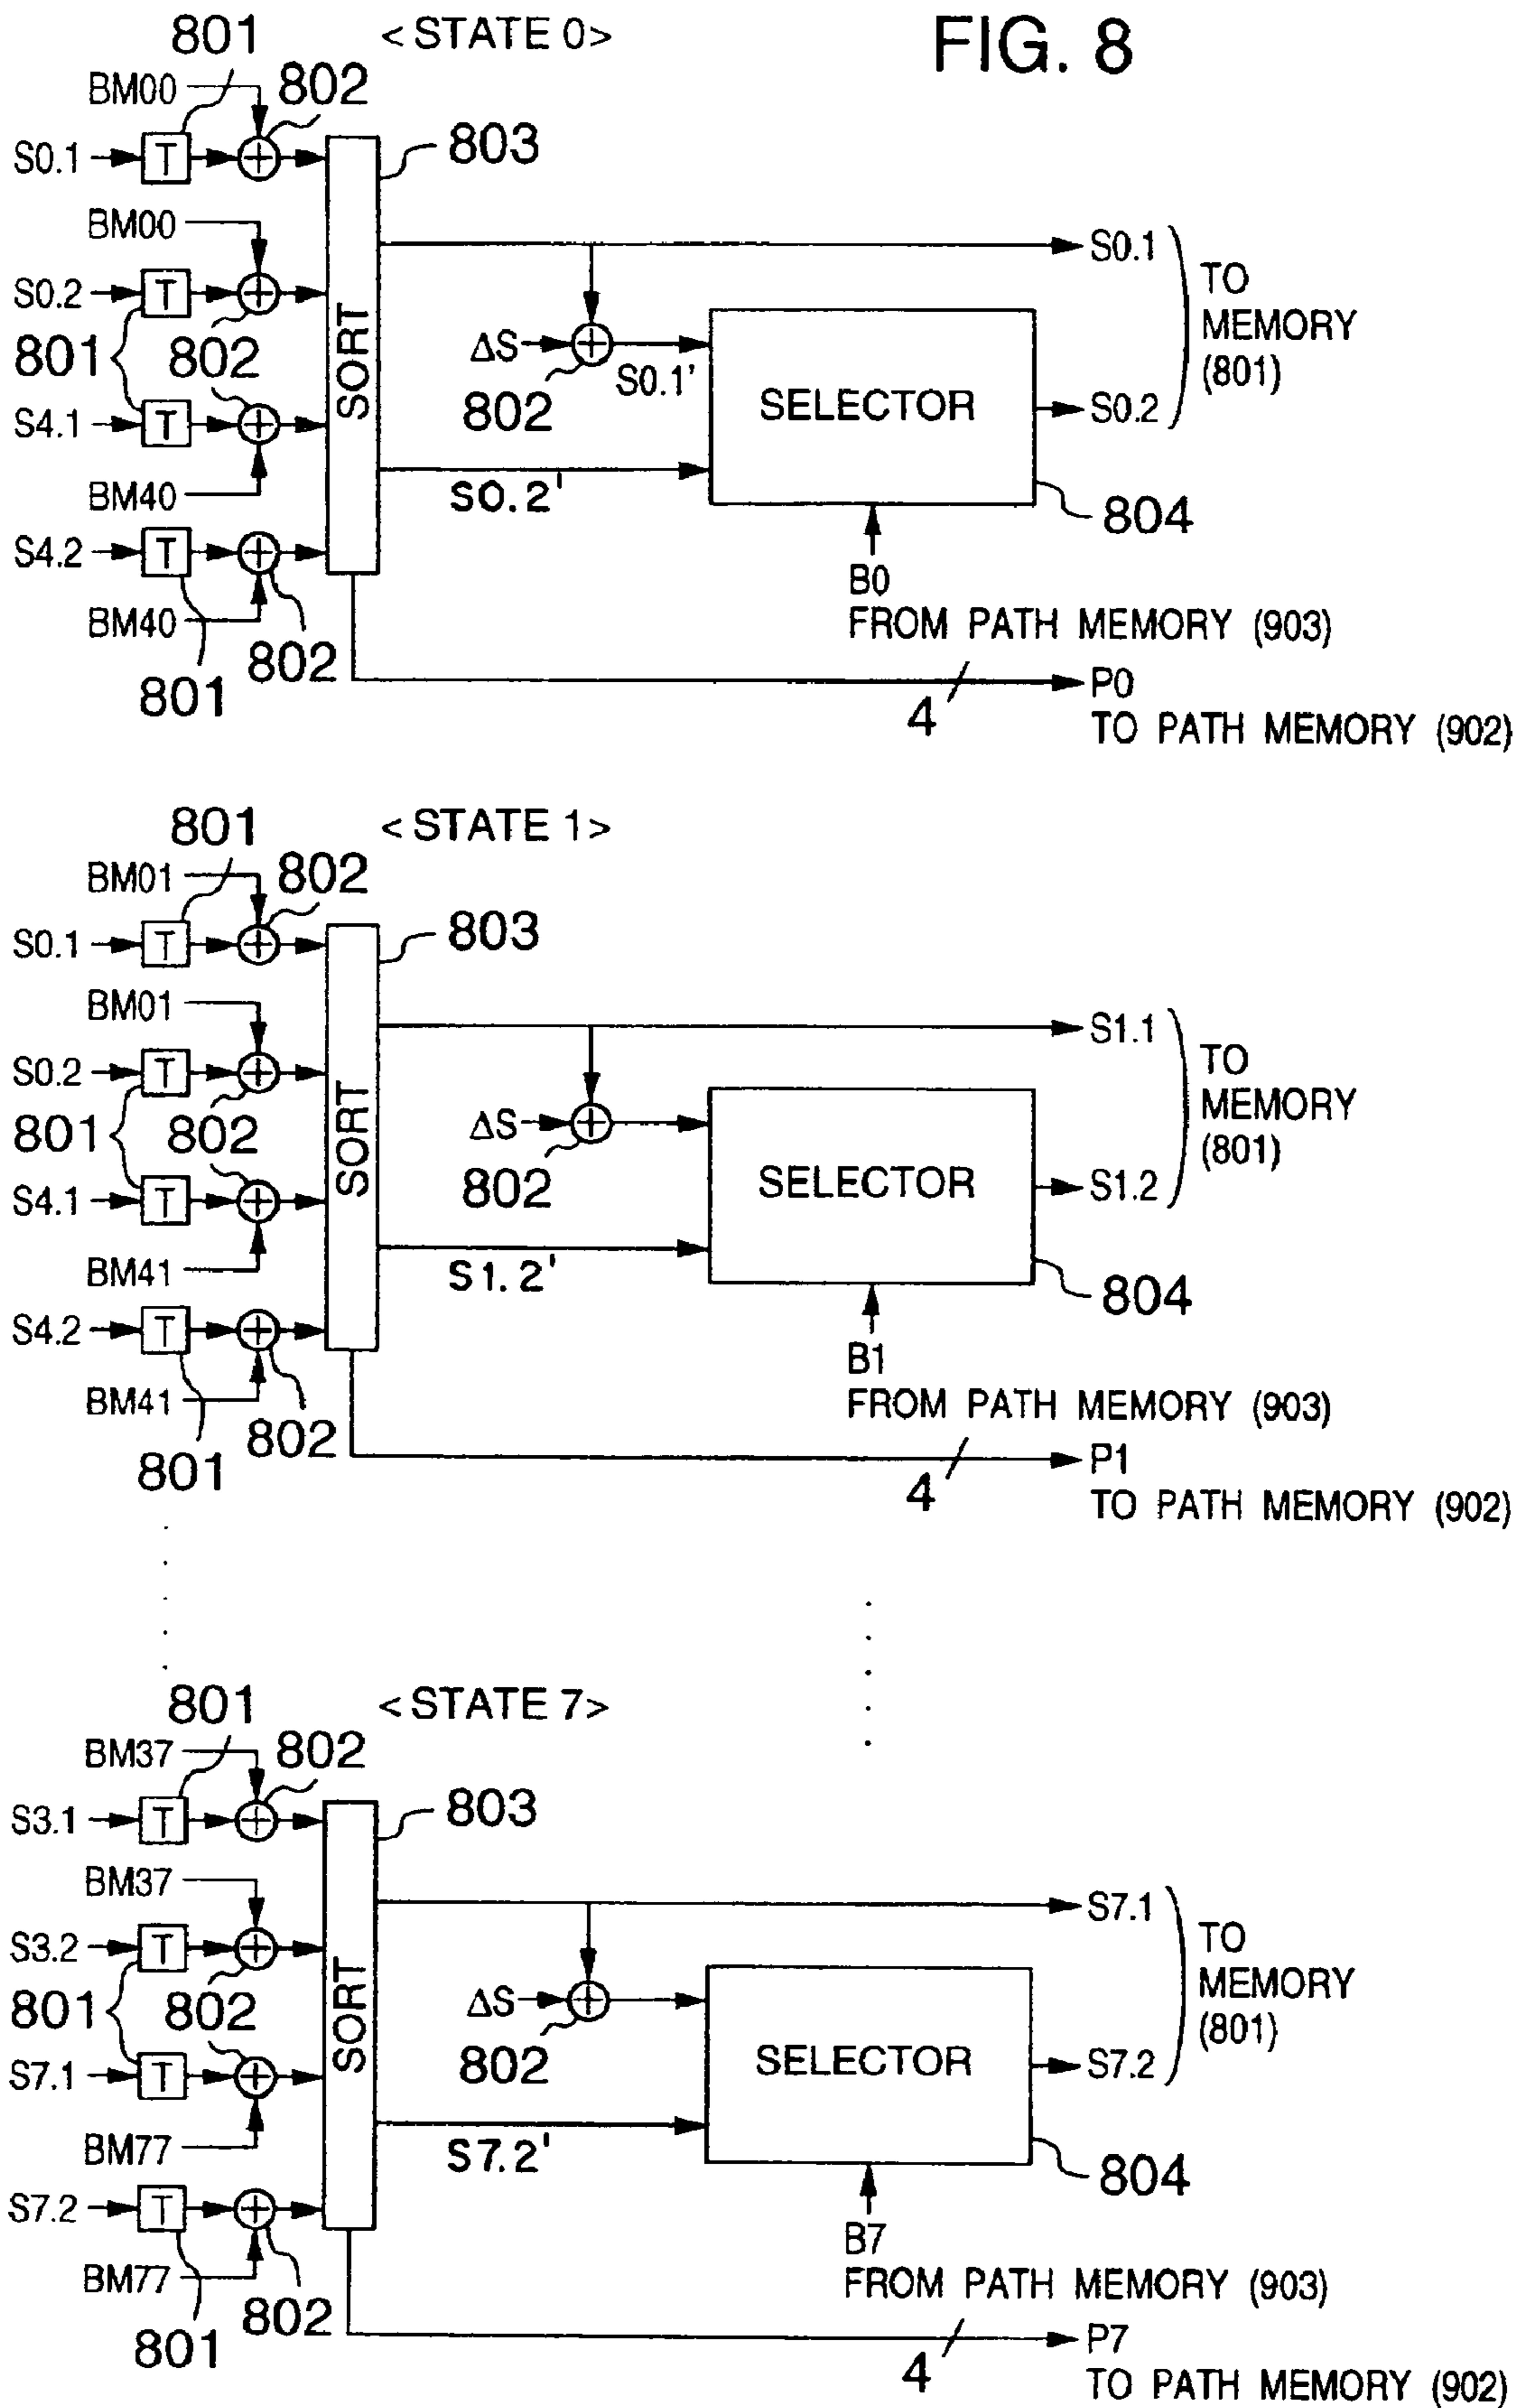 FIG. 8
801 < STATE 0 >
BM00 802
S0.1 T 803
BM00
S0.1
S0.2 T TO
MEMORY
(801)
801 802 ΔS S0.1' SELECTOR
SORT
802 S0.2
S4.1 T
BM40 S0.2' 804
S4.2 T
B0
BM40 FROM PATH MEMORY (903)
802
801 P0
4
TO PATH MEMORY (902)
801 < STATE 1 >
BM01 802
S0.1 T 803
BM01
S1.1
S0.2 T TO
MEMORY
(801)
801 802 ΔS SELECTOR
SORT
802 S1.2
S4.1 T
BM41 S1.2' 804
S4.2 T
B1
BM41 FROM PATH MEMORY (903)
802
801 P1
4
TO PATH MEMORY (902)
801 < STATE 7 >
BM37 802
S3.1 T 803
BM37
S7.1
S3.2 T TO
MEMORY
(801)
801 802 ΔS SELECTOR
SORT
802 S7.2
S7.1 T
BM77 S7.2' 804
S7.2 T
B7
BM77 FROM PATH MEMORY (903)
802
801 P7
4
TO PATH MEMORY (902)